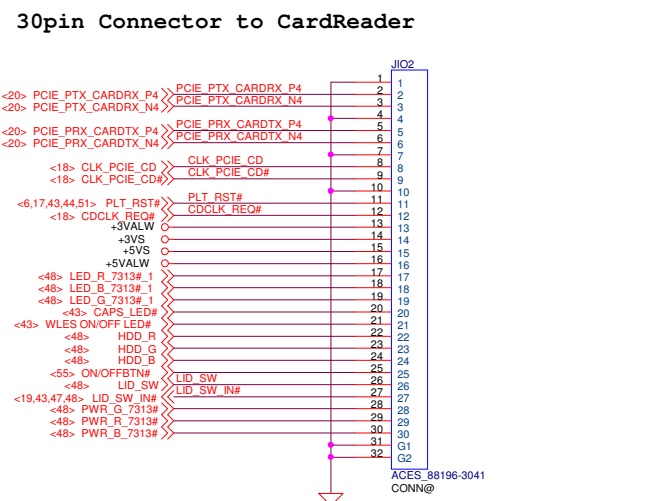 30pin Connector to CardReader
JIO2
1 1
<20> PCIE_PTX_CARDRX_P4 PCIE_PTX_CARDRX_P4 2 2
<20> PCIE_PTX_CARDRX_N4 PCIE_PTX_CARDRX_N4 3 3
4 4
<20> PCIE_PRX_CARDTX_P4 PCIE_PRX_CARDTX_P4 5 5
<20> PCIE_PRX_CARDTX_N4 PCIE_PRX_CARDTX_N4 6 6
7 7
<18> CLK_PCIE_CD CLK_PCIE_CD 8 8
<18> CLK_PCIE_CD# CLK_PCIE_CD# 9 9
10 10
<6,17,43,44,51> PLT_RST# PLT_RST# 11 11
<18> CDCLK_REQ# CDCLK_REQ# 12 12
+3VALW 13 13
+3VS 14 14
+5VS 15 15
+5VALW 16 16
<48> LED_R_7313#_1 17 17
<48> LED_B_7313#_1 18 18
<48> LED_G_7313#_1 19 19
<43> CAPS_LED# 20 20
<43> WLES ON/OFF LED# 21 21
<48> HDD_R 22 22
<48> HDD_G 23 23
<48> HDD_B 24 24
<55> ON/OFFBTN# 25 25
<48> LID_SW LID_SW 26 26
<19,43,47,48> LID_SW_IN# LID_SW_IN# 27 27
<48> PWR_G_7313# 28 28
<48> PWR_R_7313# 29 29
<48> PWR_B_7313# 30 30
31 G1
32 G2
ACES_88196-3041
CONN@